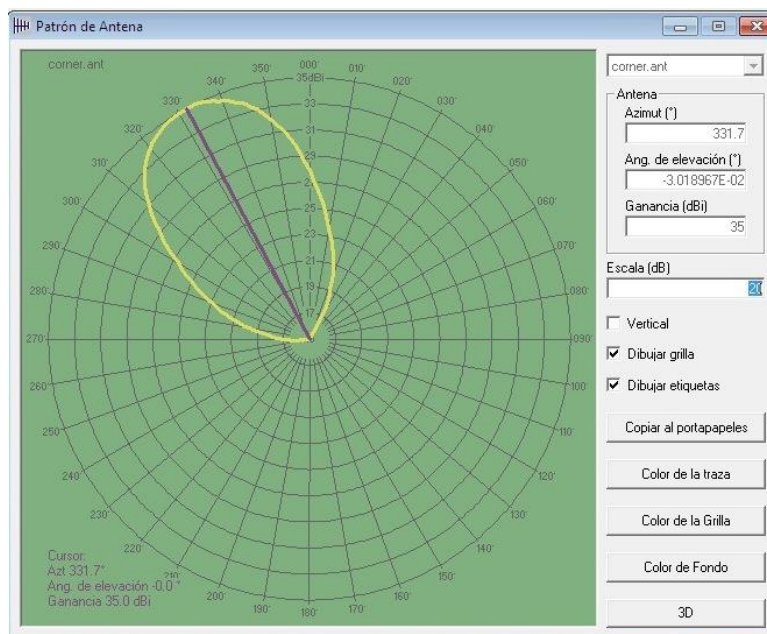 Patrón de Antena
corner.ant
000'
35dBi
010'
020'
030'
040'
050'
060'
070'
080'
090'
100'
110'
120'
130'
140'
150'
160'
170'
180'
190'
200'
210'
220'
230'
240'
250'
260'
270'
280'
290'
300'
310'
320'
330'
340'
350'
33
31
29
27
25
23
21
19
17
Cursor:
Azt 331.7°
Ang. de elevación -0.0 °
Ganancia 35.0 dBi
corner.ant
Antena
Azimut (°)
331.7
Ang. de elevación (°)
-3.018967E-02
Ganancia (dBi)
35
Escala (dB)
20
Vertical
Dibujar grilla
Dibujar etiquetas
Copiar al portapapeles
Color de la traza
Color de la Grilla
Color de Fondo
3D